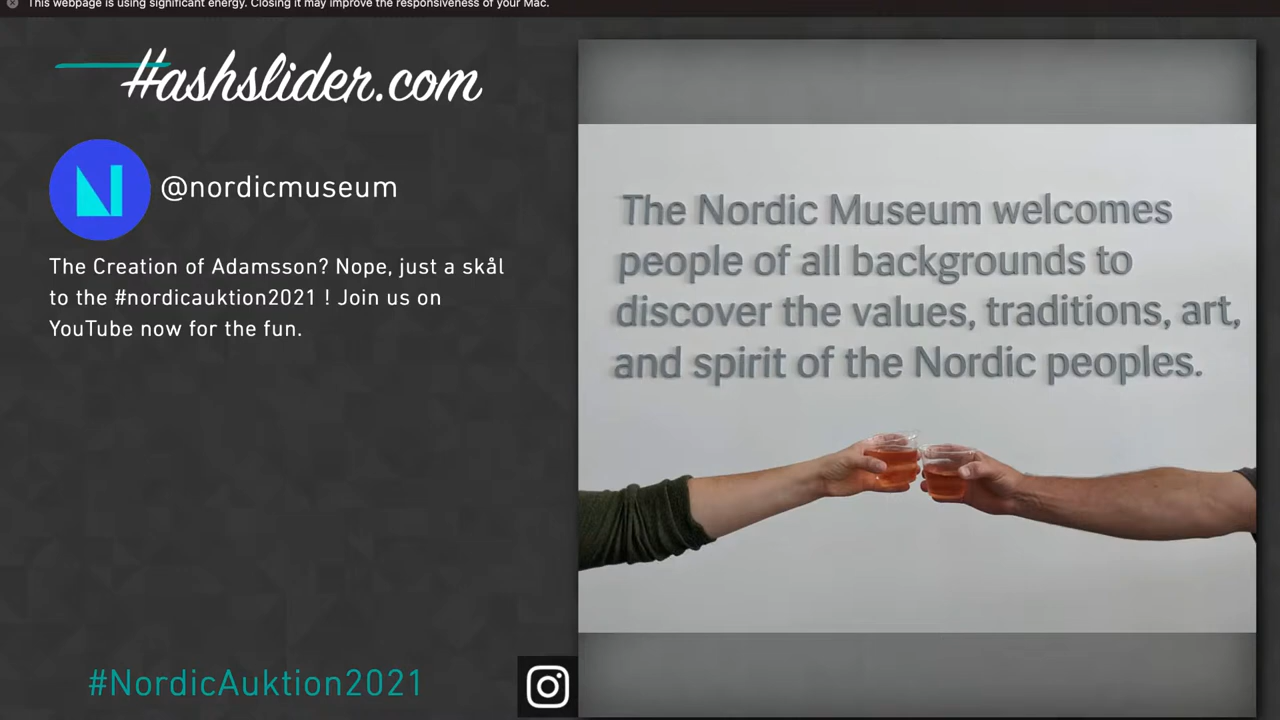 This webpage is using significant energy. Closing it may improve the responsiveness of your Mac.
Hashslider.com
N
@nordicmuseum
The Creation of Adamsson? Nope, just a skål
to the #nordicauktion2021 ! Join us on
YouTube now for the fun.
#NordicAuktion2021
The Nordic Museum welcomes
people of all backgrounds to
discover the values, traditions, art,
and spirit of the Nordic peoples.